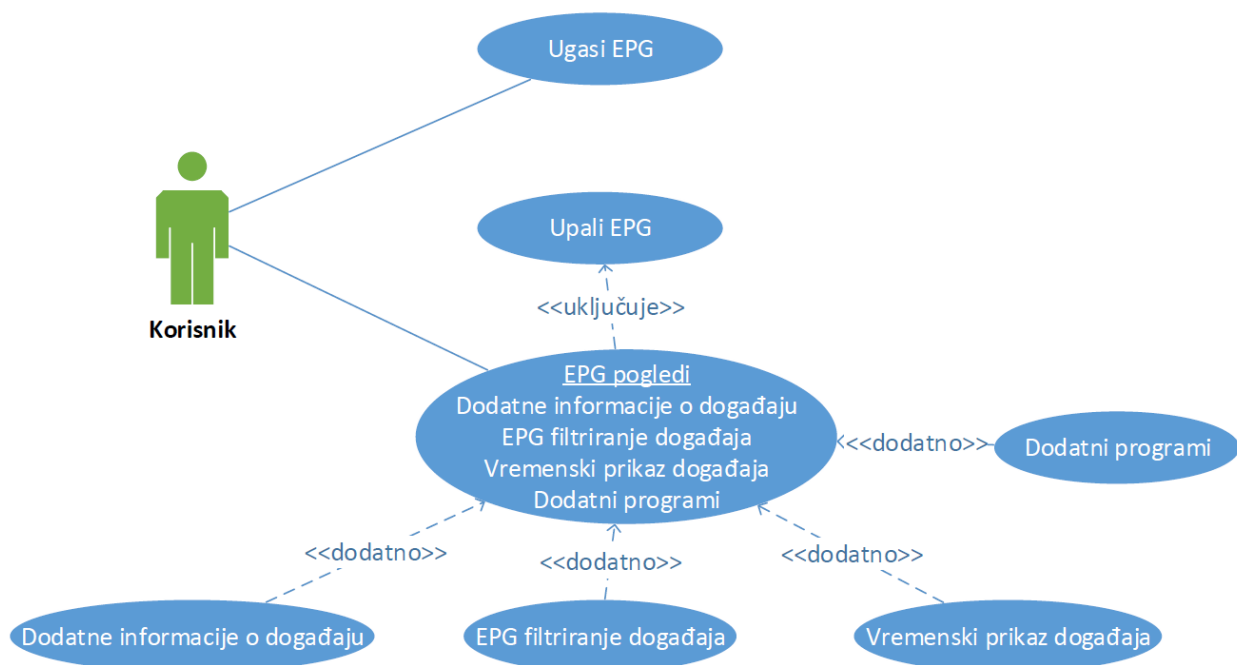 Ugasi EPG
Upali EPG
<<uključuje>>
Korisnik
EPG pogledi
Dodatne informacije o događaju
EPG filtriranje događaja
Vremenski prikaz događaja
Dodatni programi
<<dodatno>>
Dodatni programi
<<dodatno>>
<<dodatno>>
<<dodatno>>
Dodatne informacije o događaju
EPG filtriranje događaja
Vremenski prikaz događaja